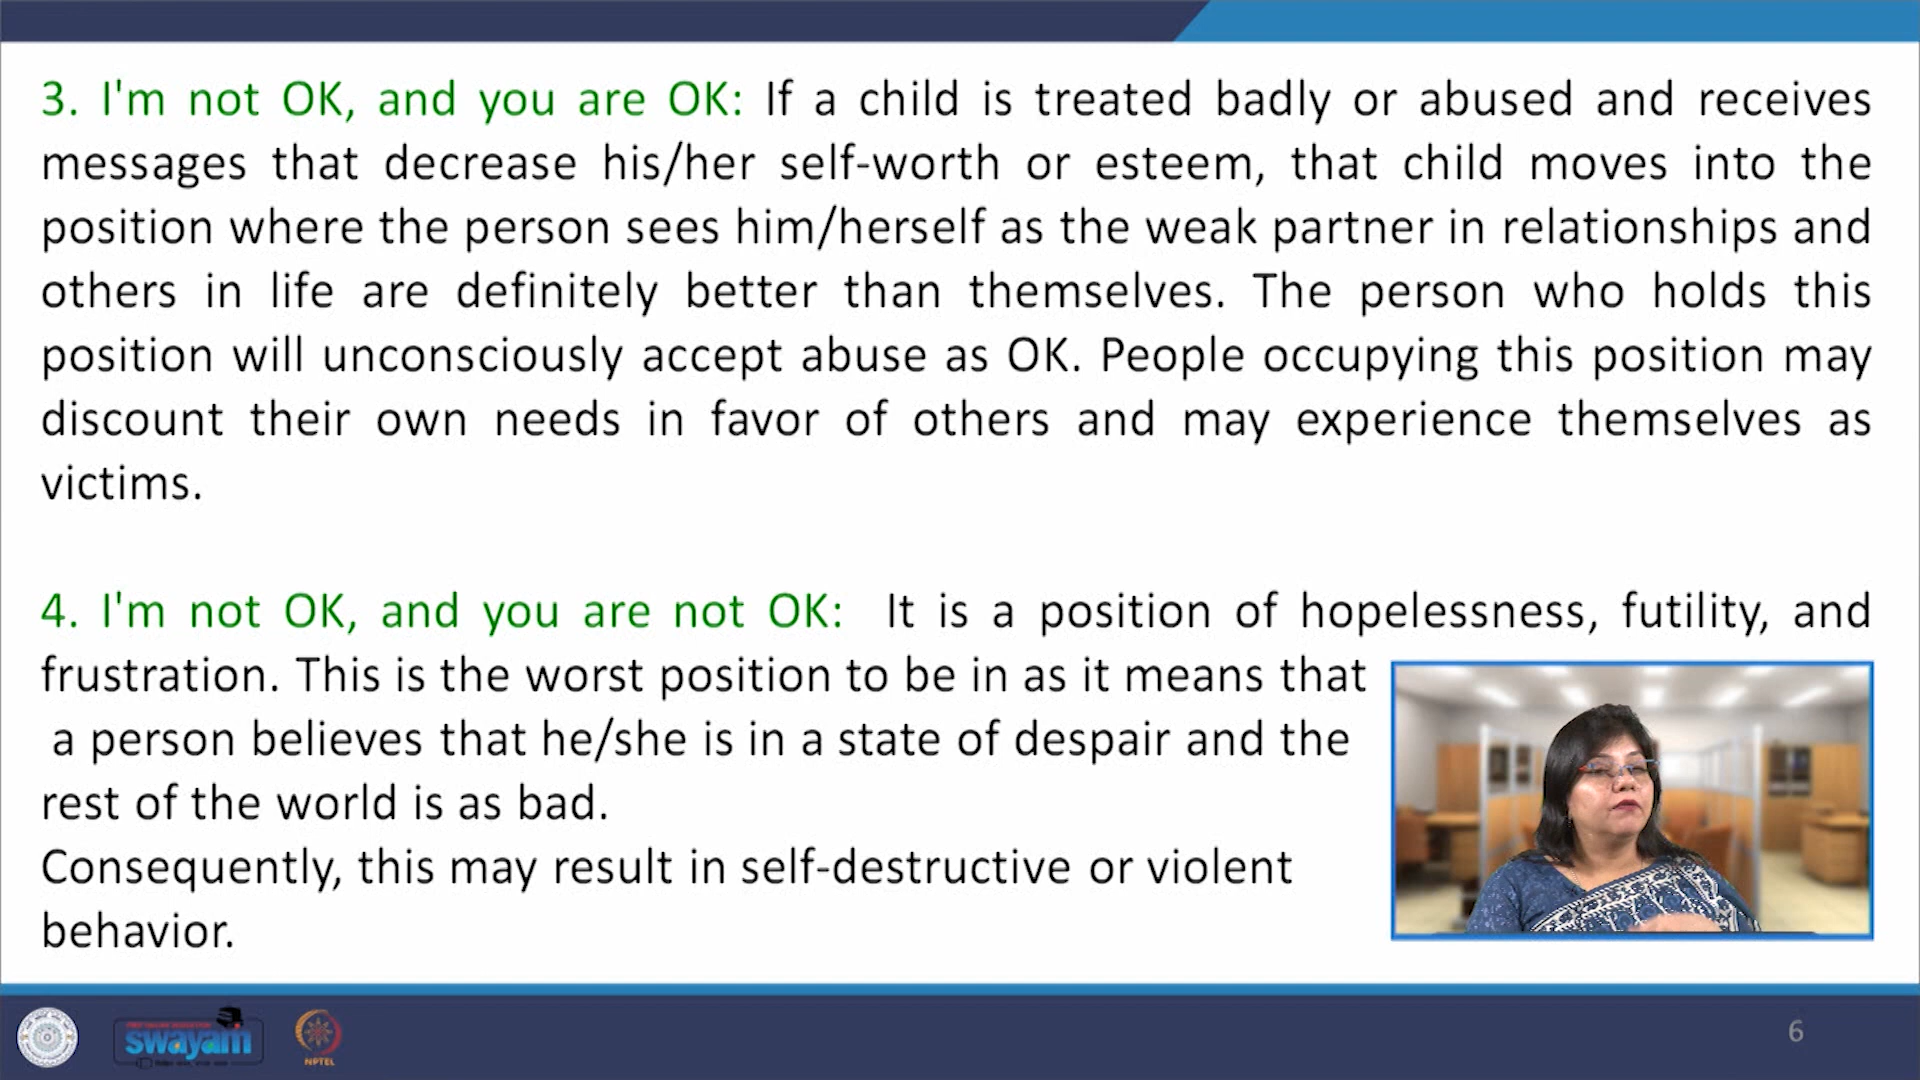 3. I'm not OK, and you are OK: If a child is treated badly or abused and receives
messages that decrease his/her self-worth or esteem, that child moves into the
position where the person sees him/herself as the weak partner in relationships and
others in life are definitely better than themselves. The person who holds this
position will unconsciously accept abuse as OK. People occupying this position may
discount their own needs in favor of others and may experience themselves as
victims.
4. I'm not OK, and you are not OK: It is a position of hopelessness, futility, and
frustration. This is the worst position to be in as it means that
a person believes that he/she is in a state of despair and the
rest of the world is as bad.
Consequently, this may result in self-destructive or violent
behavior.
swayam
NPTEL
6